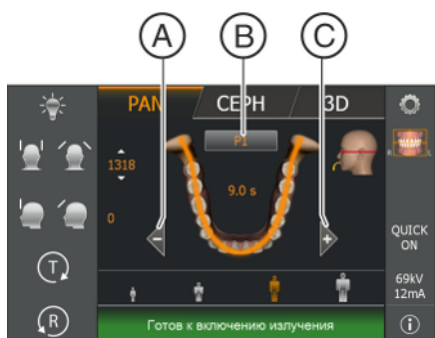 A
B
C
PAN
CEPH
3D
P1
1318
9.0 s
R
L
0
QUICK
ON
T
69kV
12mA
R
Готов к включению излучения
i